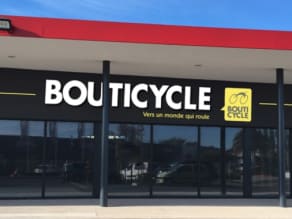 BOUTICYCLE
Vers un monde qui roule
BOUTI
CYCLE